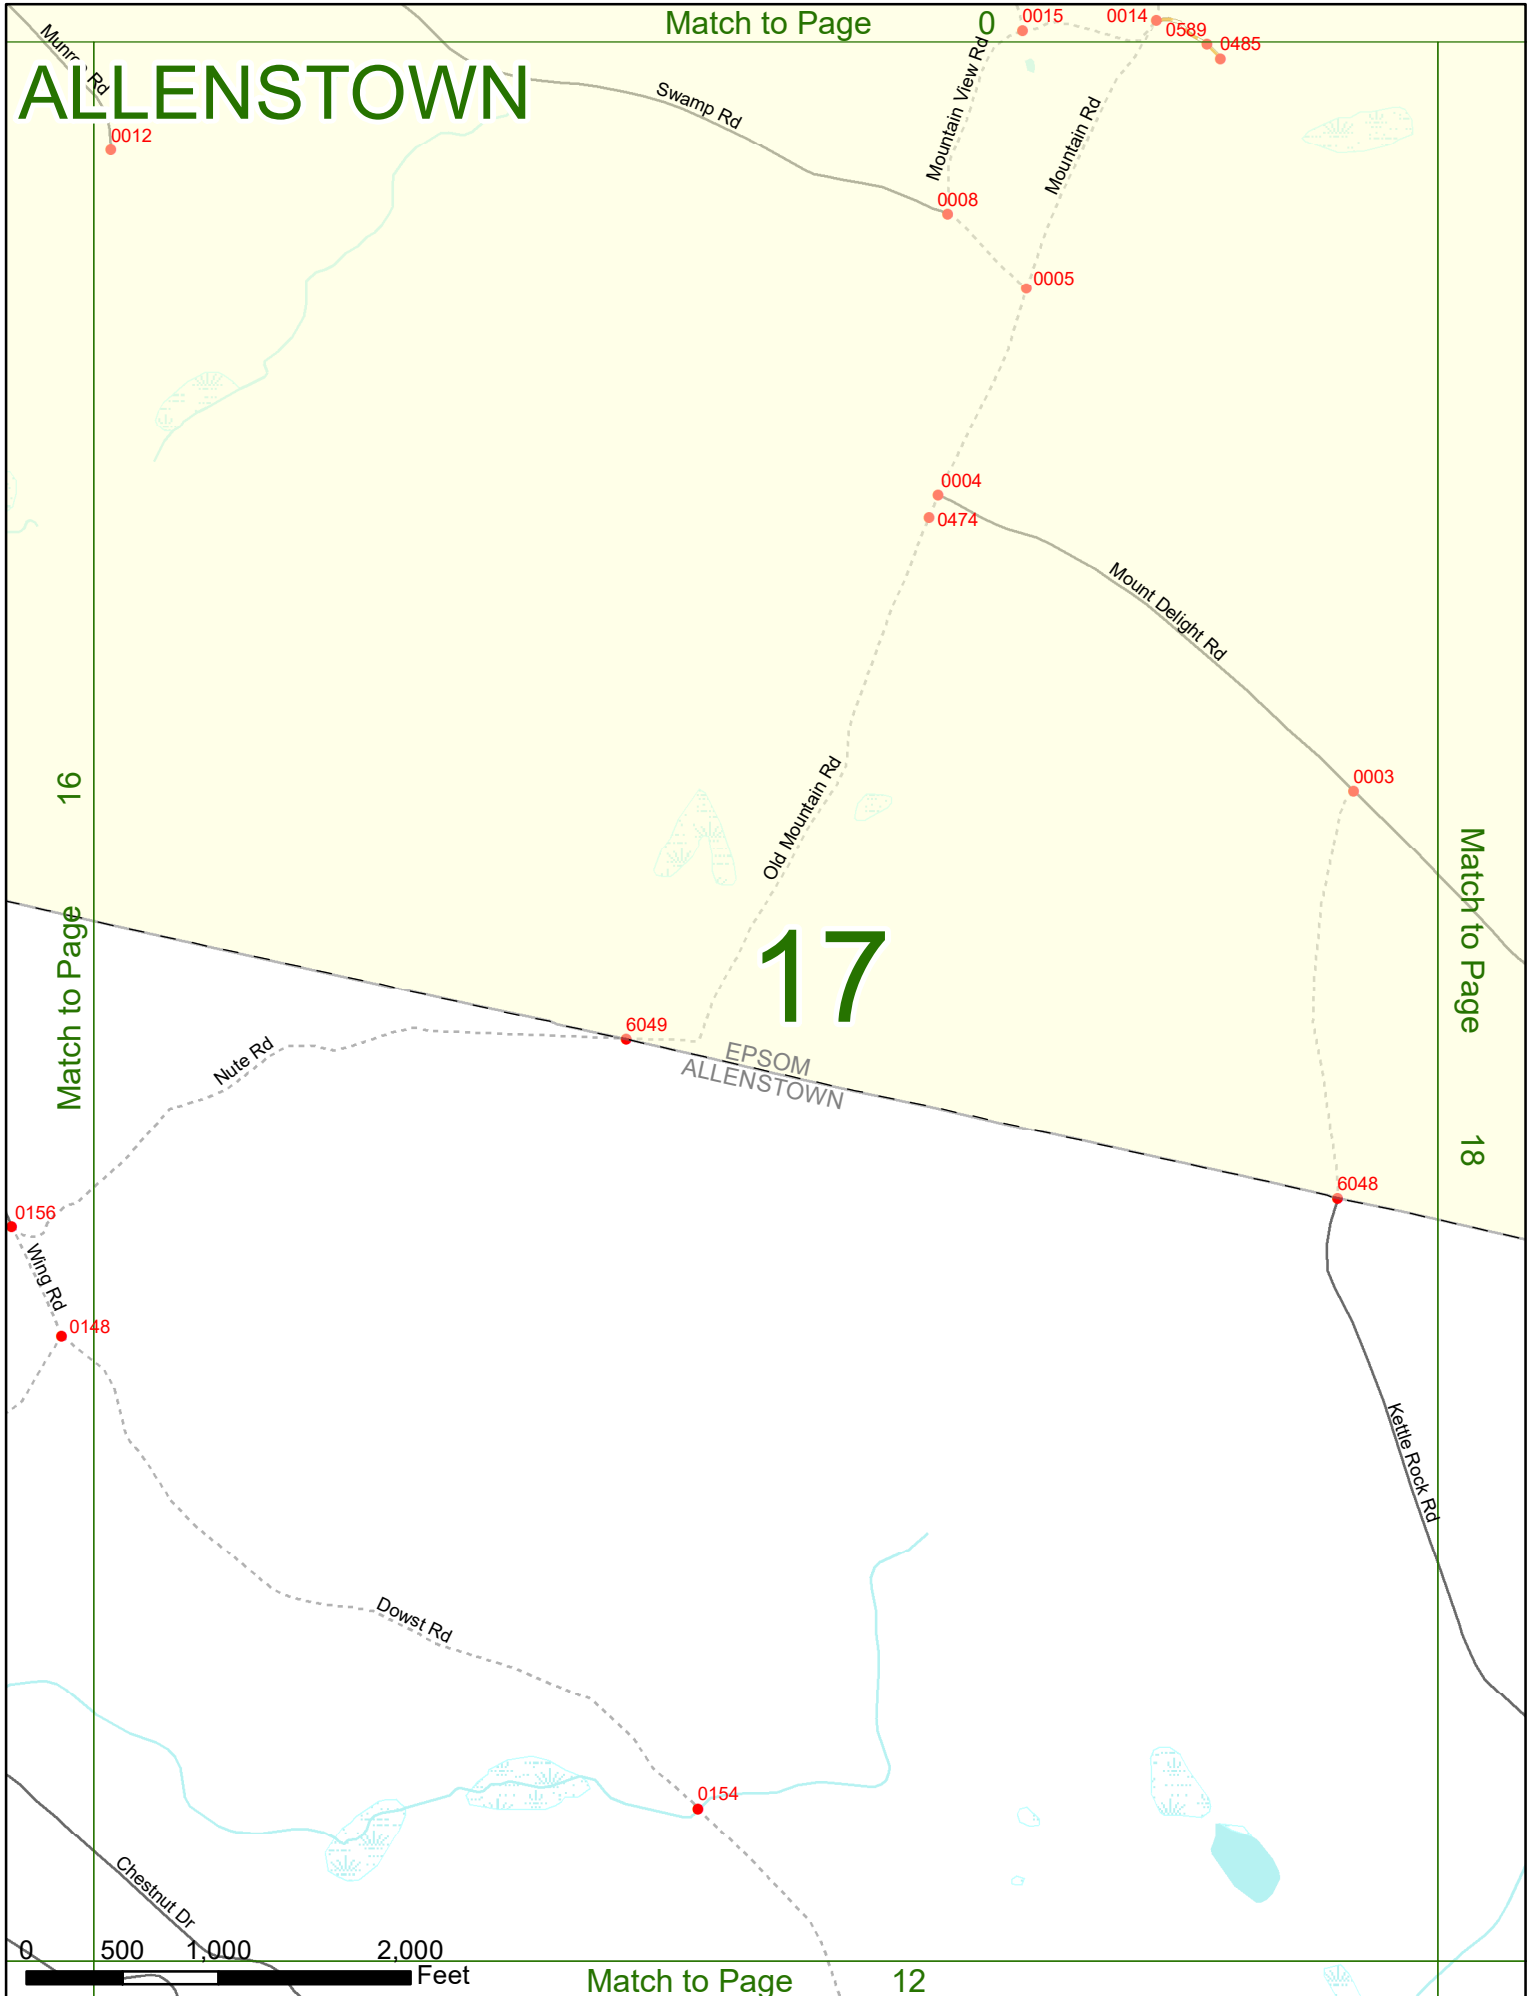 Match to Page 0
0015
0014
0589
0485
Munroe Rd
ALLENSTOWN
0012
Swamp Rd
Mountain View Rd
Mountain Rd
0008
0005
0004
0474
Mount Delight Rd
0003
Old Mountain Rd
Match to Page 16
Match to Page 18
17
6049
EPSOM
ALLENSTOWN
Nute Rd
6048
0156
Wing Rd
0148
Kettle Rock Rd
Dowst Rd
0154
Chestnut Dr
0 500 1,000 2,000
Feet
Match to Page 12